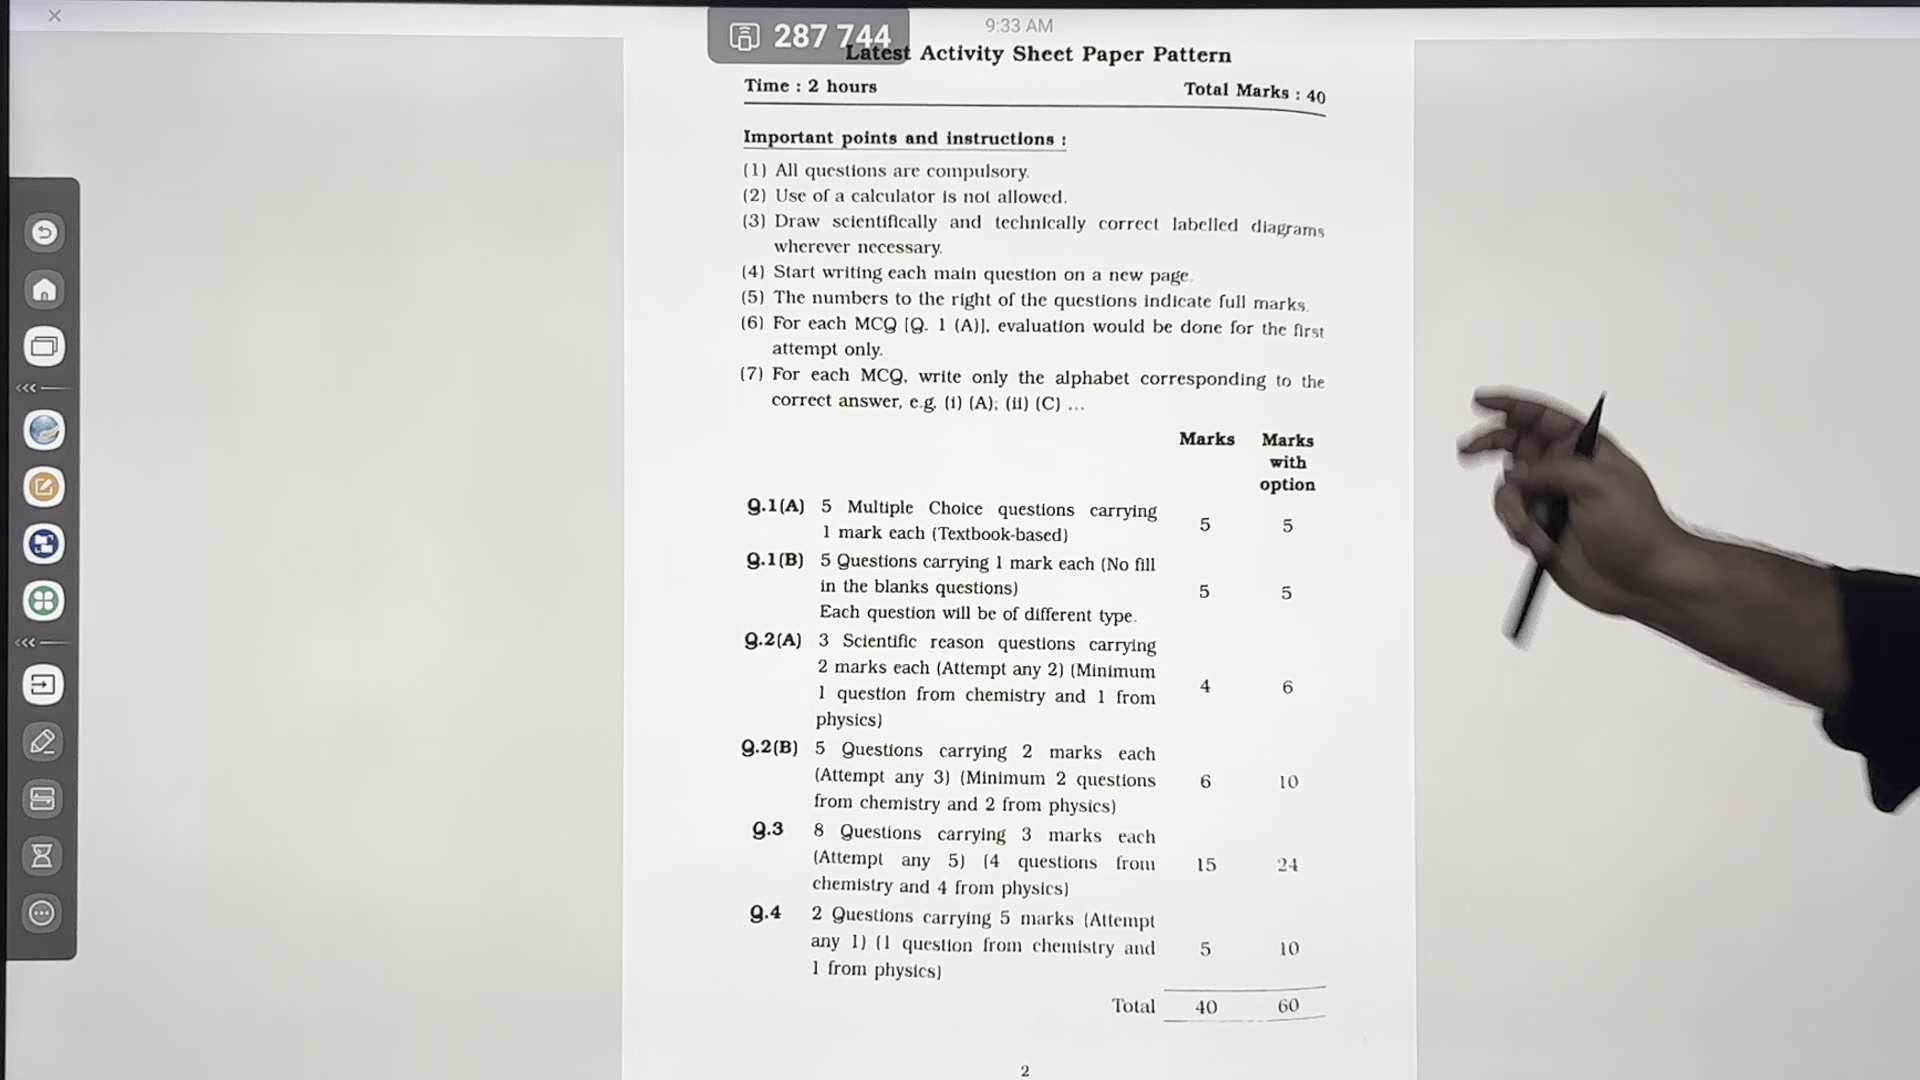 287 744
9:33 AM
Latest Activity Sheet Paper Pattern
Time : 2 hours Total Marks : 40
Important points and instructions :
(1) All questions are compulsory.
(2) Use of a calculator is not allowed.
(3) Draw scientifically and technically correct labelled diagrams
wherever necessary.
(4) Start writing each main question on a new page.
(5) The numbers to the right of the questions indicate full marks.
(6) For each MCQ [Q. 1 (A)], evaluation would be done for the first
attempt only.
(7) For each MCQ, write only the alphabet corresponding to the
correct answer, e.g. (i) (A); (ii) (C) ...
Marks Marks
with
option
Q.1(A) 5 Multiple Choice questions carrying
1 mark each (Textbook-based) 5 5
Q.1(B) 5 Questions carrying 1 mark each (No fill
in the blanks questions) 5 5
Each question will be of different type.
Q.2(A) 3 Scientific reason questions carrying
2 marks each (Attempt any 2) (Minimum
1 question from chemistry and 1 from 4 6
physics)
Q.2(B) 5 Questions carrying 2 marks each
(Attempt any 3) (Minimum 2 questions 6 10
from chemistry and 2 from physics)
Q.3 8 Questions carrying 3 marks each
(Attempt any 5) (4 questions from 15 24
chemistry and 4 from physics)
Q.4 2 Questions carrying 5 marks (Attempt
any 1) (1 question from chemistry and 5 10
1 from physics)
Total 40 60
2